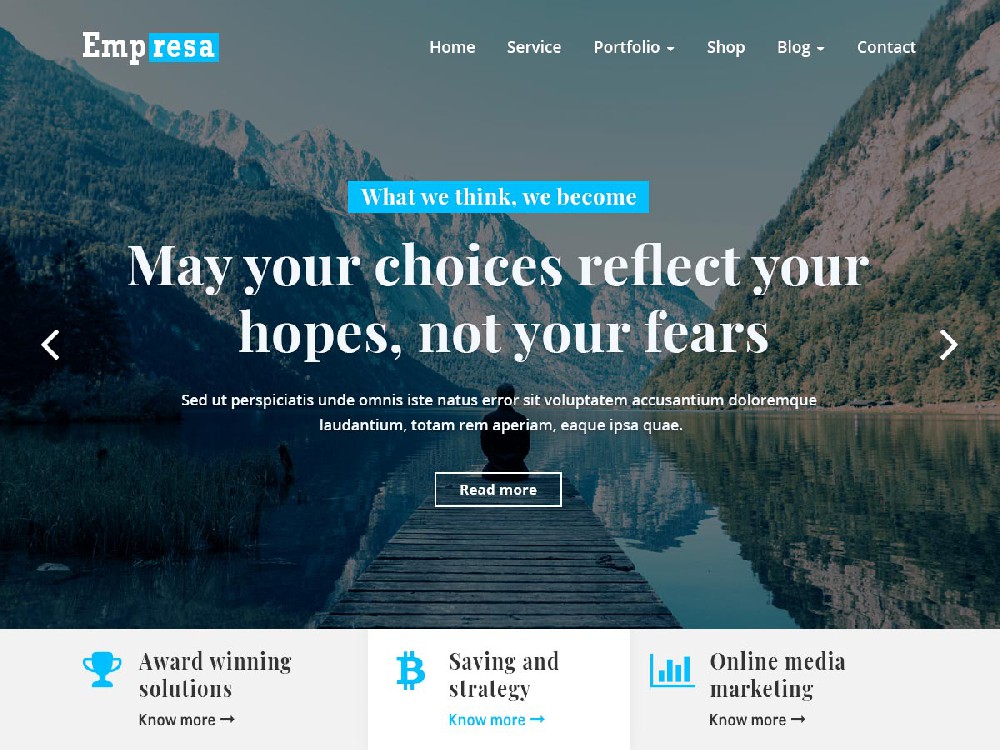 Empresa
Home Service Portfolio Shop Blog Contact
What we think, we become
May your choices reflect your
hopes, not your fears
Sed ut perspiciatis unde omnis iste natus error sit voluptatem accusantium doloremque
laudantium, totam rem aperiam, eaque ipsa quae.
Read more
Award winning
solutions
Know more
Saving and
strategy
Know more
Online media
marketing
Know more